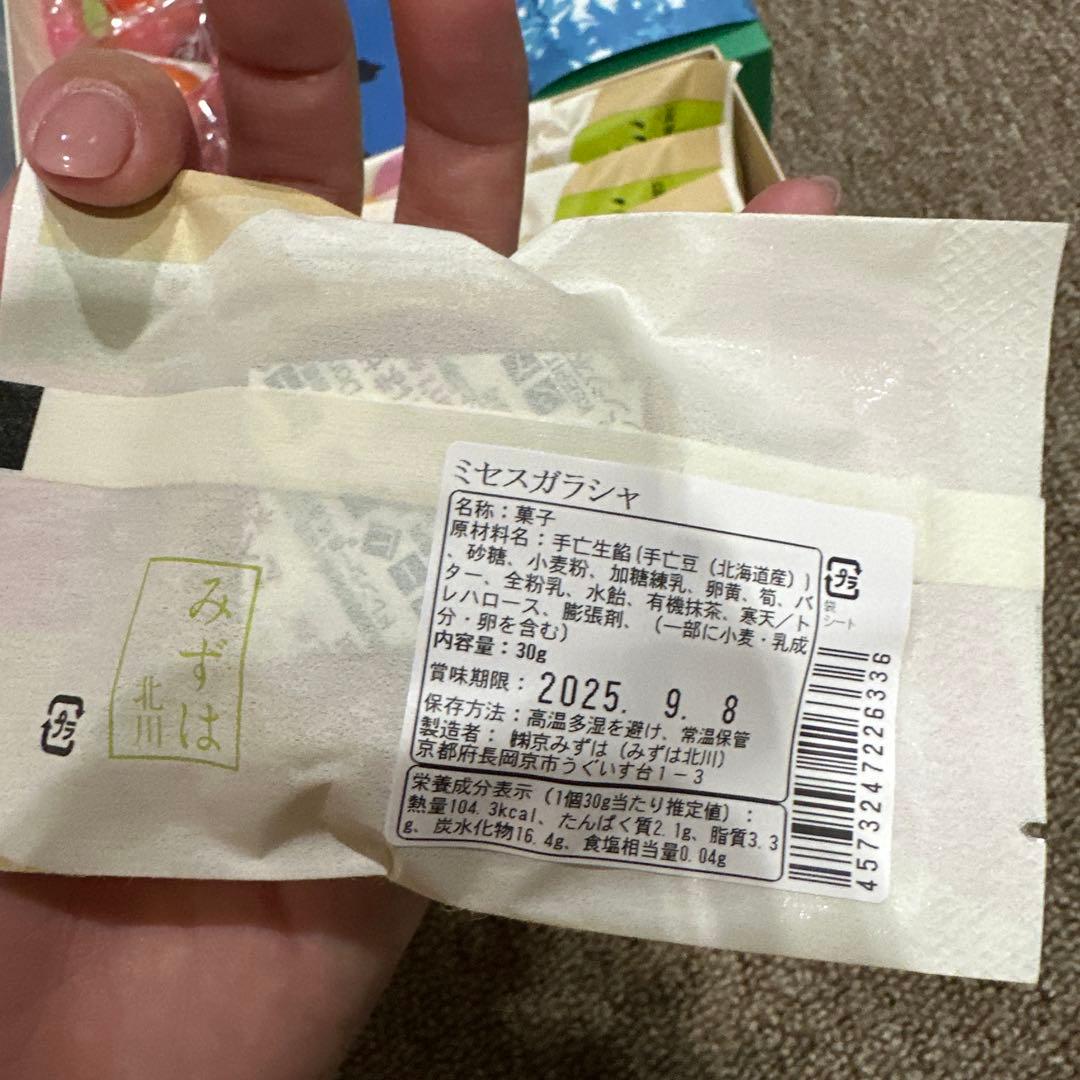 ミセスガラシャ
名称：菓子
原材料名：手亡生餡(手亡豆（北海道産）)
、砂糖、小麦粉、加糖練乳、卵黄、筍、バ
ター、全粉乳、水飴、有機抹茶、寒天／ト
レハロース、膨張剤、（一部に小麦・乳成
分・卵を含む）
内容量：30g
賞味期限：2025. 9. 8
保存方法：高温多湿を避け、常温保管
製造者：㈱京みずは（みずは北川）
京都府長岡京市うぐいす台1－3
栄養成分表示（1個30g当たり推定値）：
熱量104.3kcal、たんぱく質2.1g、脂質3.3
g、炭水化物16.4g、食塩相当量0.04g
プラ
袋
シート
4573247226336
みずは
北川
プラ